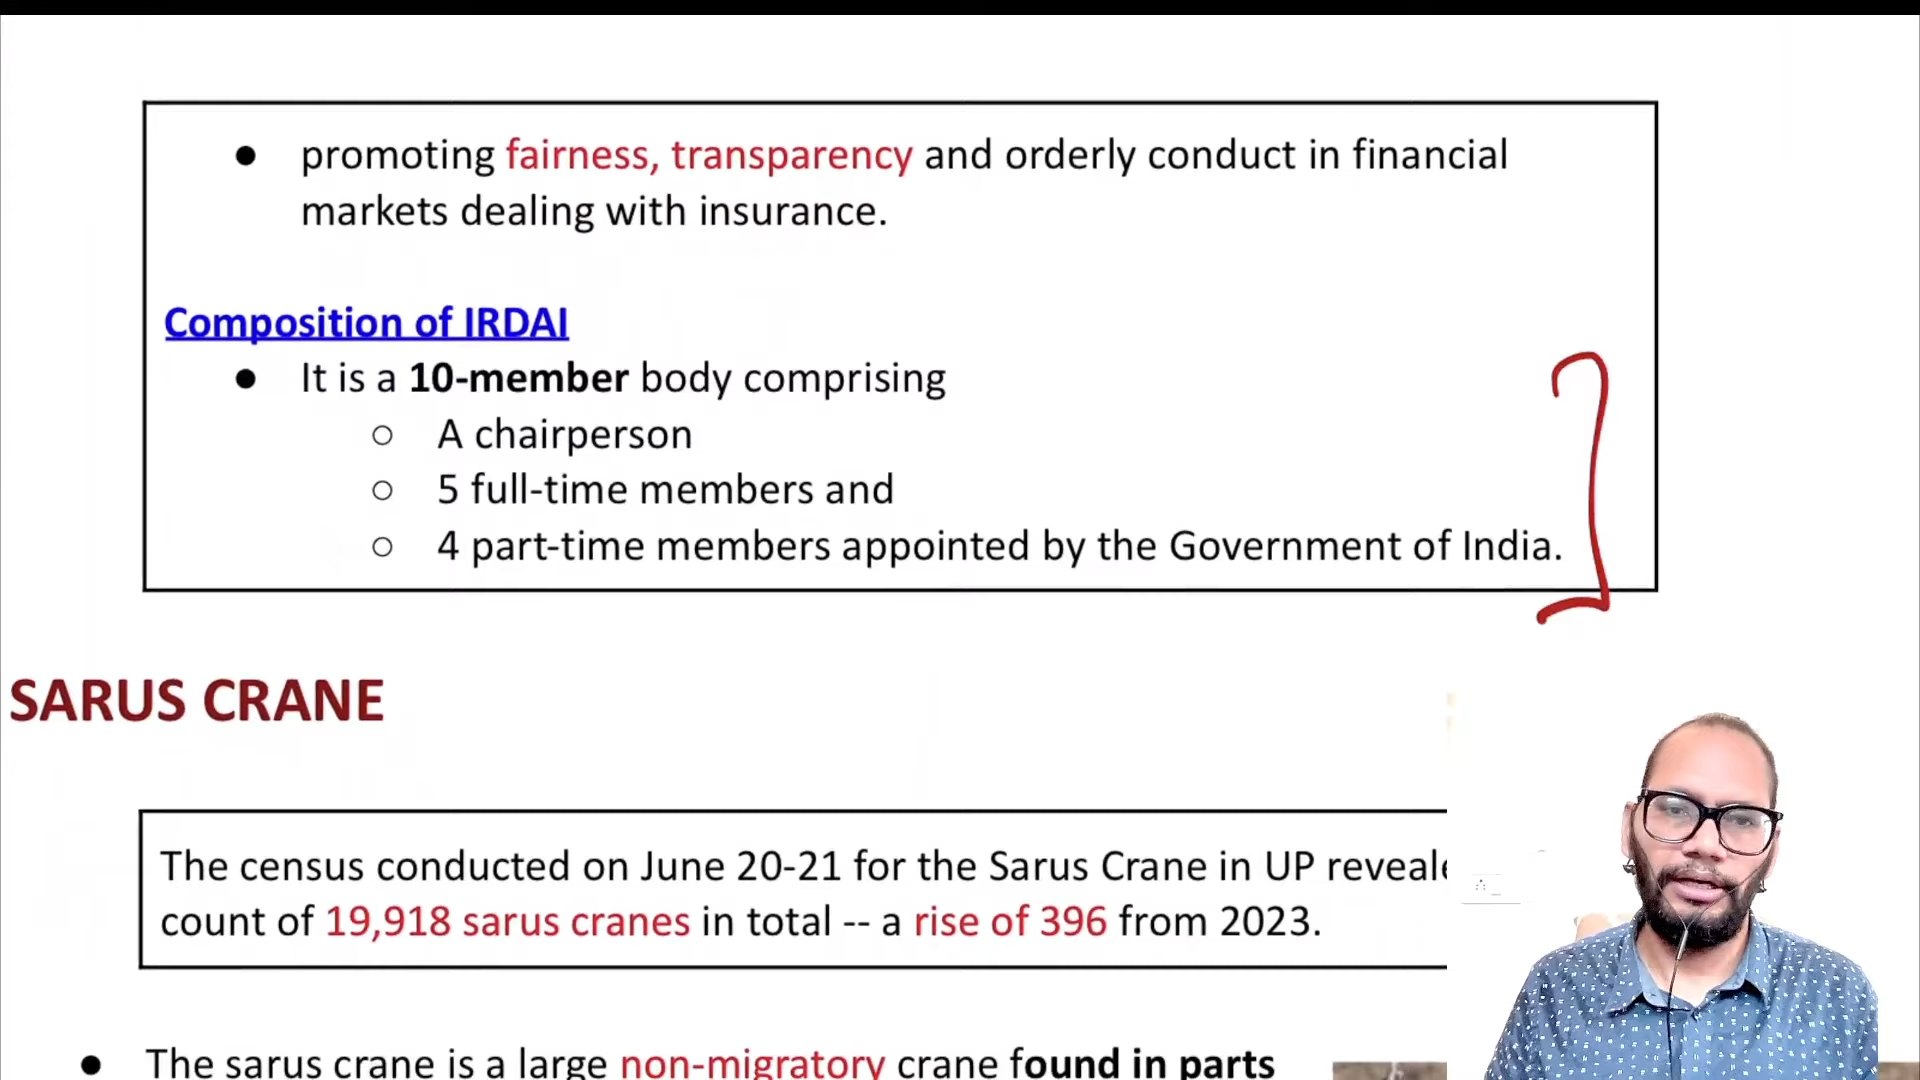 ● promoting fairness, transparency and orderly conduct in financial
markets dealing with insurance.
Composition of IRDAI
● It is a 10-member body comprising
○ A chairperson
○ 5 full-time members and
○ 4 part-time members appointed by the Government of India.
SARUS CRANE
The census conducted on June 20-21 for the Sarus Crane in UP
count of 19,918 sarus cranes in total -- a rise of 396 from 2023.
● The sarus crane is a large non-migratory crane found in parts